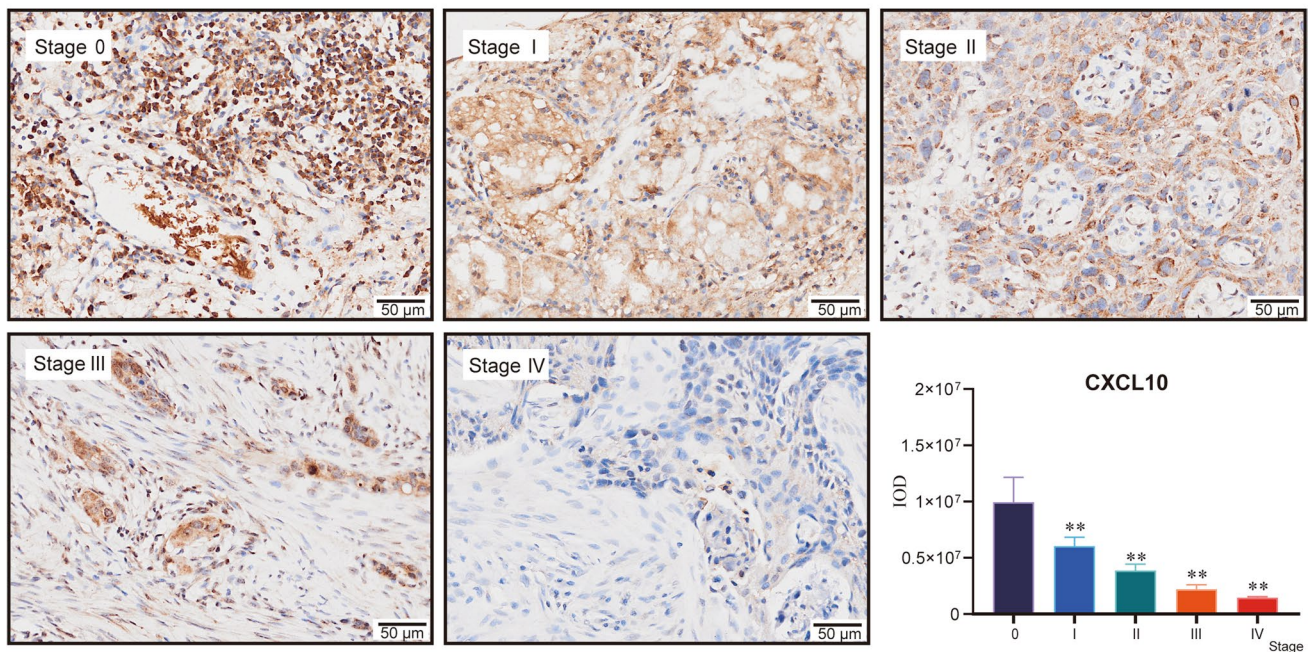 Stage 0
Stage I
Stage II
50 µm
50 µm
50 µm
Stage III
Stage IV
50 µm
50 µm
CXCL10
IOD
2×10⁷
1.5×10⁷
1×10⁷
0.5×10⁷
0
**
**
**
**
0 I II III IV
Stage